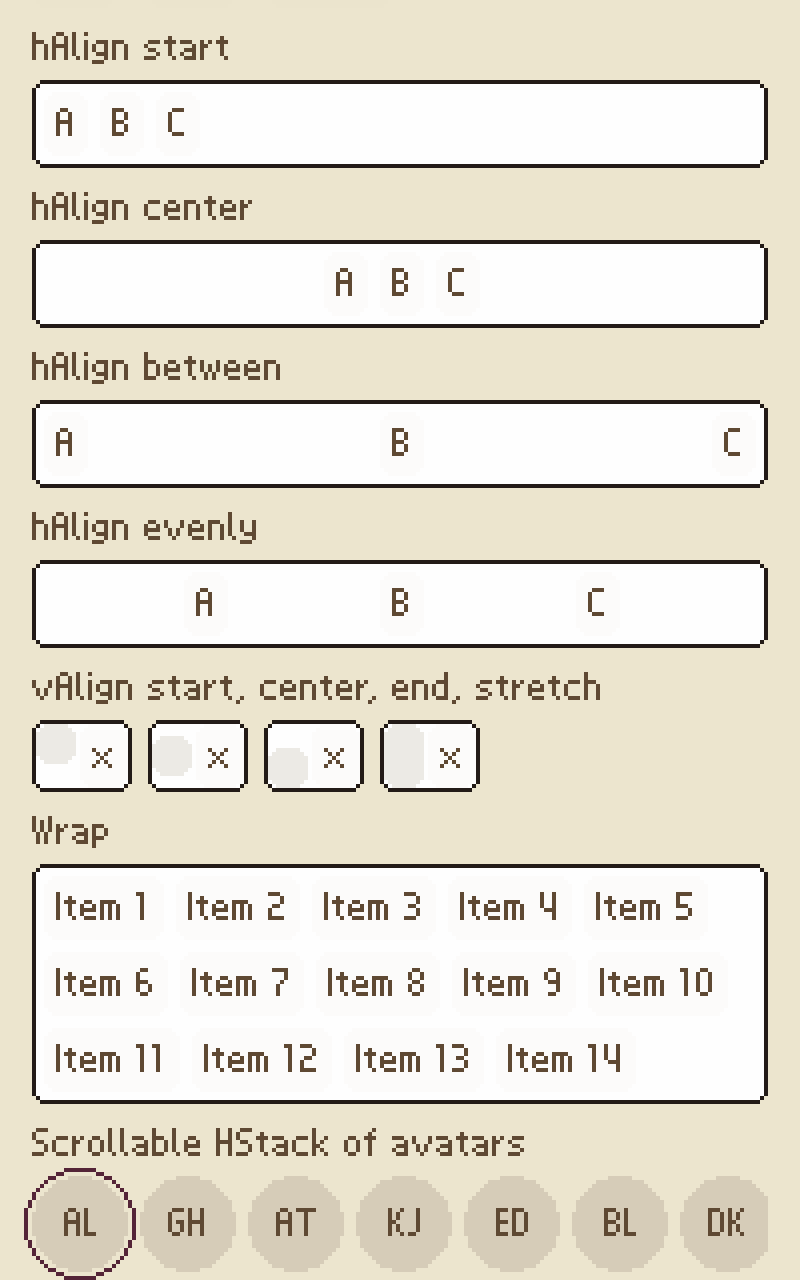 hAlign start
A B C
hAlign center
A B C
hAlign between
A B C
hAlign evenly
A B C
vAlign start, center, end, stretch
x x x x
Wrap
Item 1 Item 2 Item 3 Item 4 Item 5
Item 6 Item 7 Item 8 Item 9 Item 10
Item 11 Item 12 Item 13 Item 14
Scrollable HStack of avatars
AL GH AT KJ ED BL DK